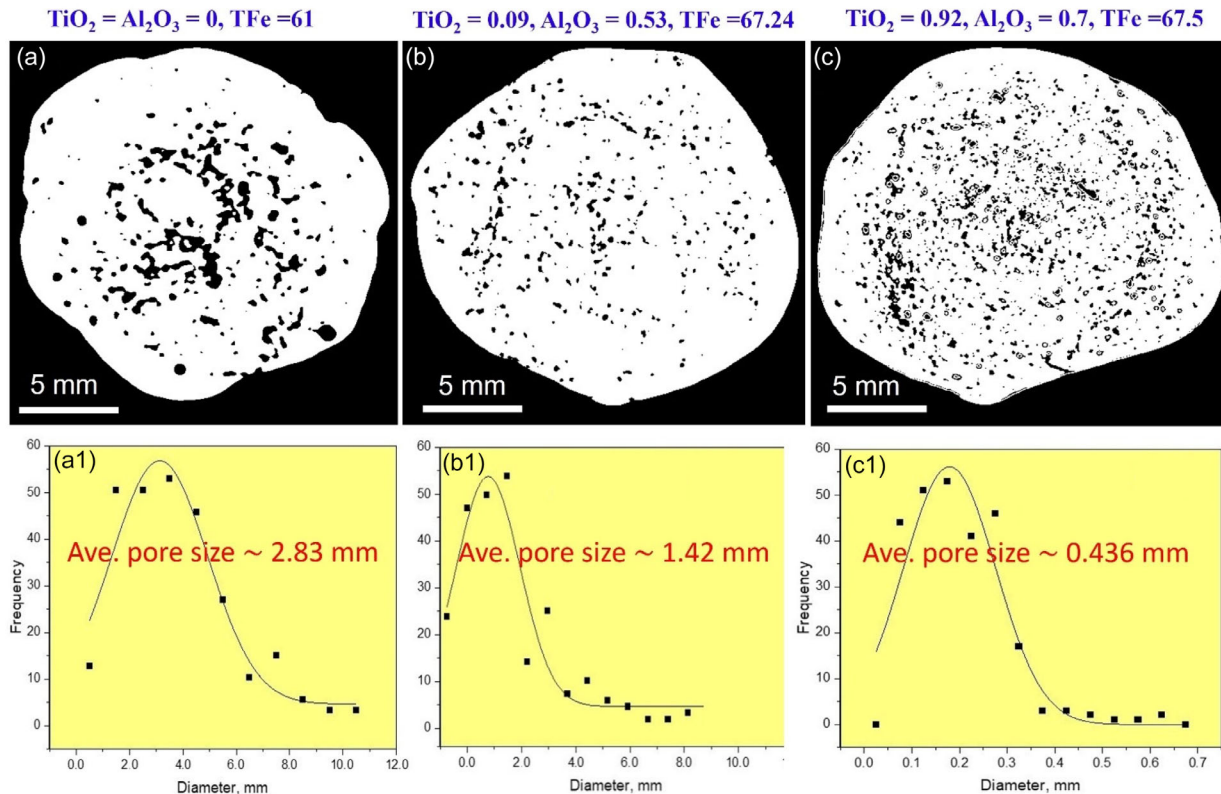 TiO₂ = Al₂O₃ = 0, TFe =61
TiO₂ = 0.09, Al₂O₃ = 0.53, TFe =67.24
TiO₂ = 0.92, Al₂O₃ = 0.7, TFe =67.5
(a)
(b)
(c)
5 mm
5 mm
5 mm
(a1)
Ave. pore size ~ 2.83 mm
Frequency
60
50
40
30
20
10
0
0.0 2.0 4.0 6.0 8.0 10.0 12.0
Diameter, mm
(b1)
Ave. pore size ~ 1.42 mm
Frequency
60
50
40
30
20
10
0
0.0 2.0 4.0 6.0 8.0 10.0
Diameter, mm
(c1)
Ave. pore size ~ 0.436 mm
Frequency
60
50
40
30
20
10
0
0.0 0.1 0.2 0.3 0.4 0.5 0.6 0.7
Diameter, mm